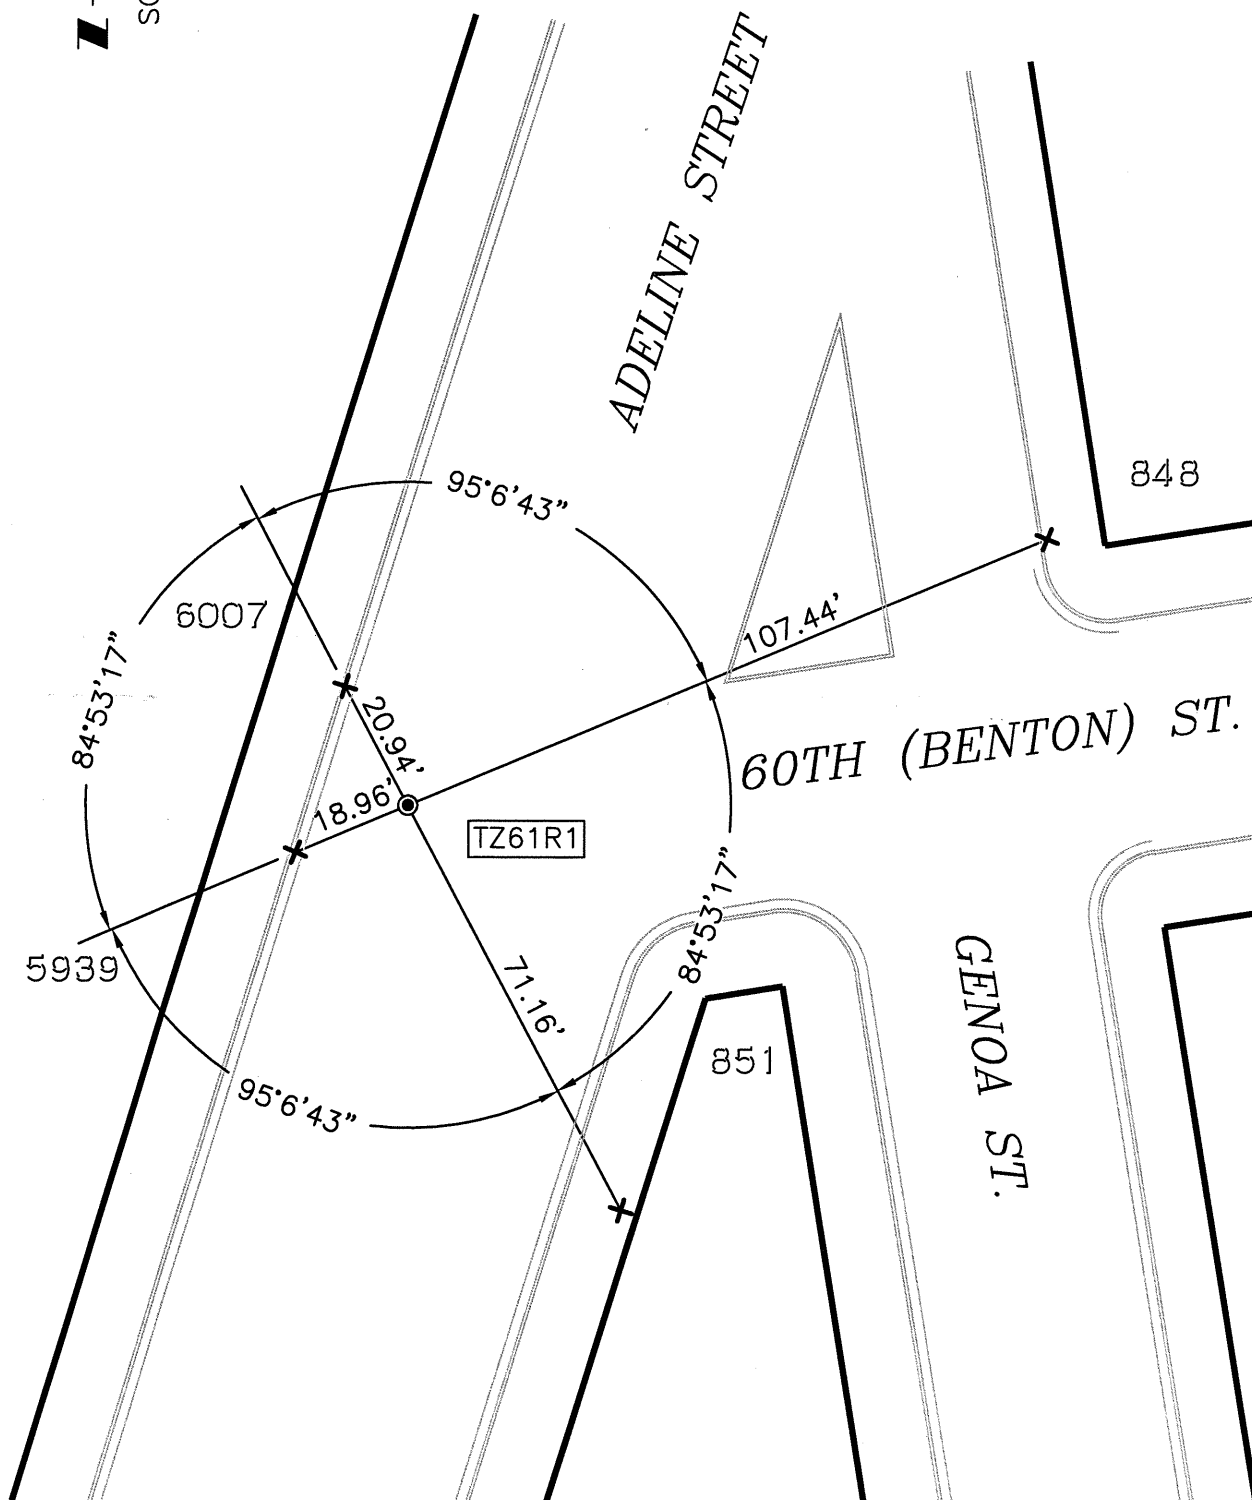 SC
ADELINE STREET
848
95°6'43"
6007
107.44'
84°53'17"
20.94'
60TH (BENTON) ST.
18.96'
TZ61R1
84°53'17"
5939
71.16'
GENOA ST.
851
95°6'43"